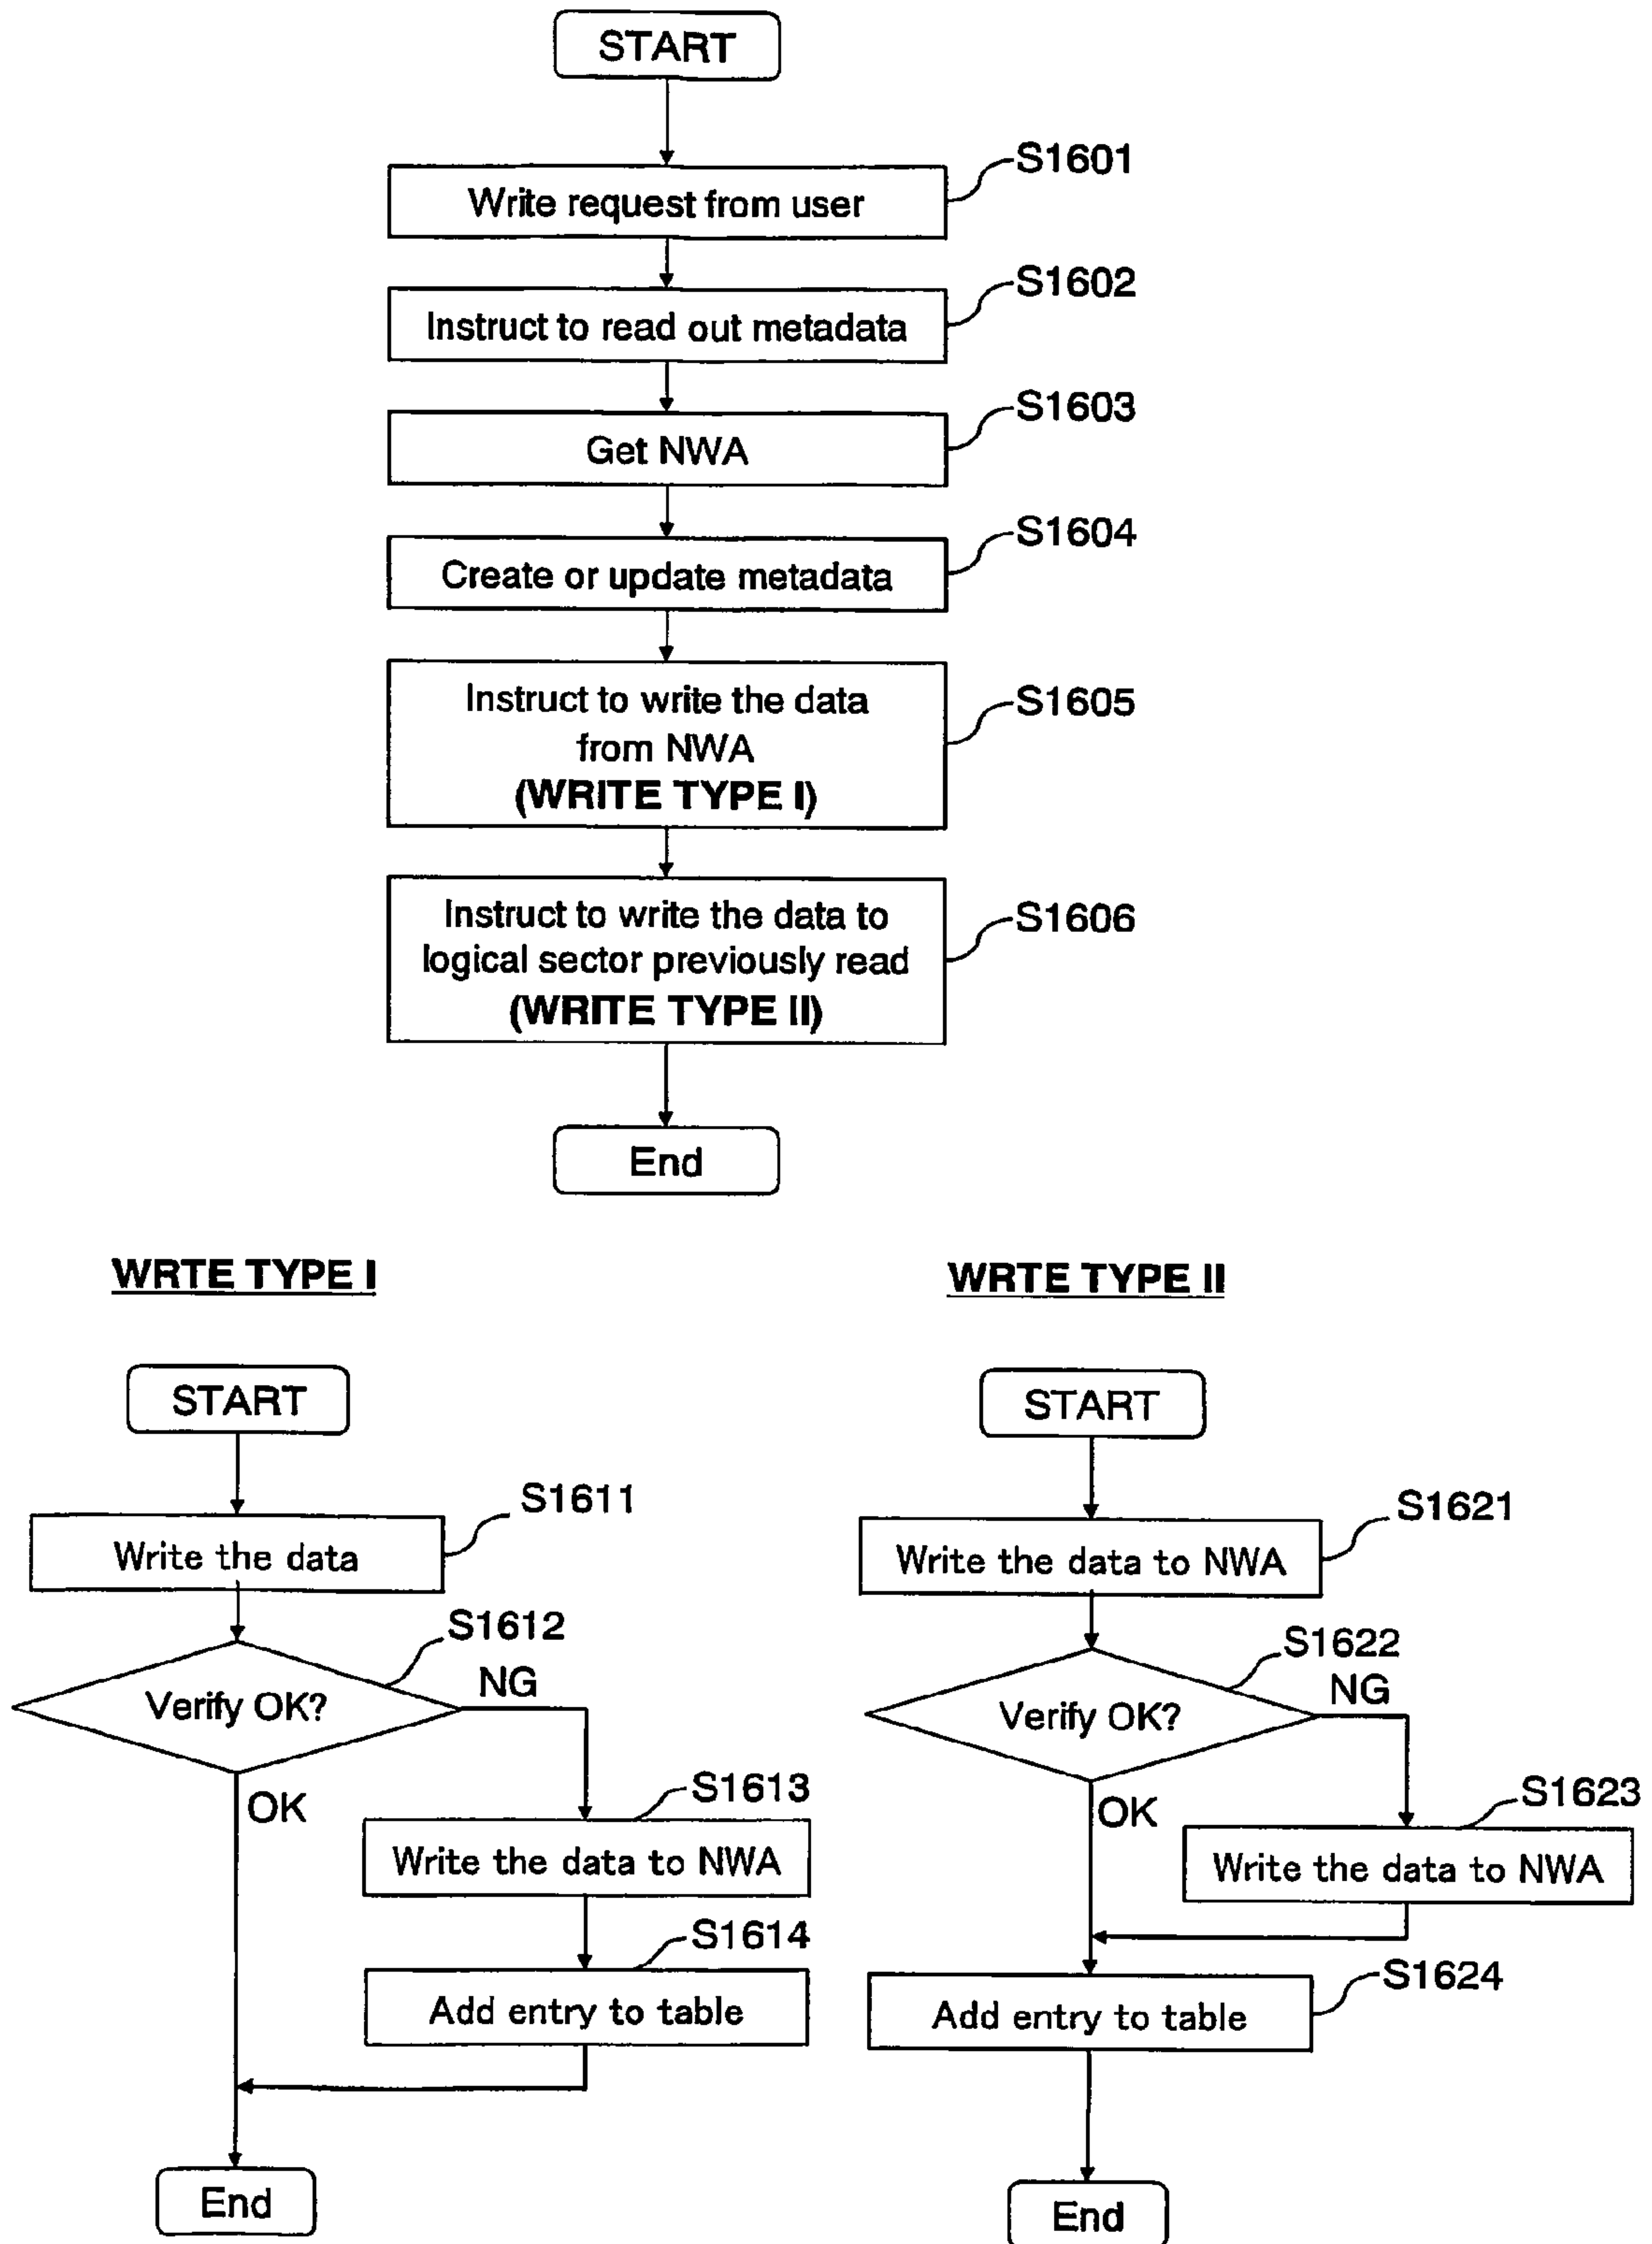 START
S1601
Write request from user
S1602
Instruct to read out metadata
S1603
Get NWA
S1604
Create or update metadata
S1605
Instruct to write the data
from NWA
(WRITE TYPE I)
S1606
Instruct to write the data to
logical sector previously read
(WRITE TYPE II)
End
WRTE TYPE I
START
S1611
Write the data
S1612
Verify OK?
NG
OK
S1613
Write the data to NWA
S1614
Add entry to table
End
WRTE TYPE II
START
S1621
Write the data to NWA
S1622
Verify OK?
NG
OK
S1623
Write the data to NWA
S1624
Add entry to table
End